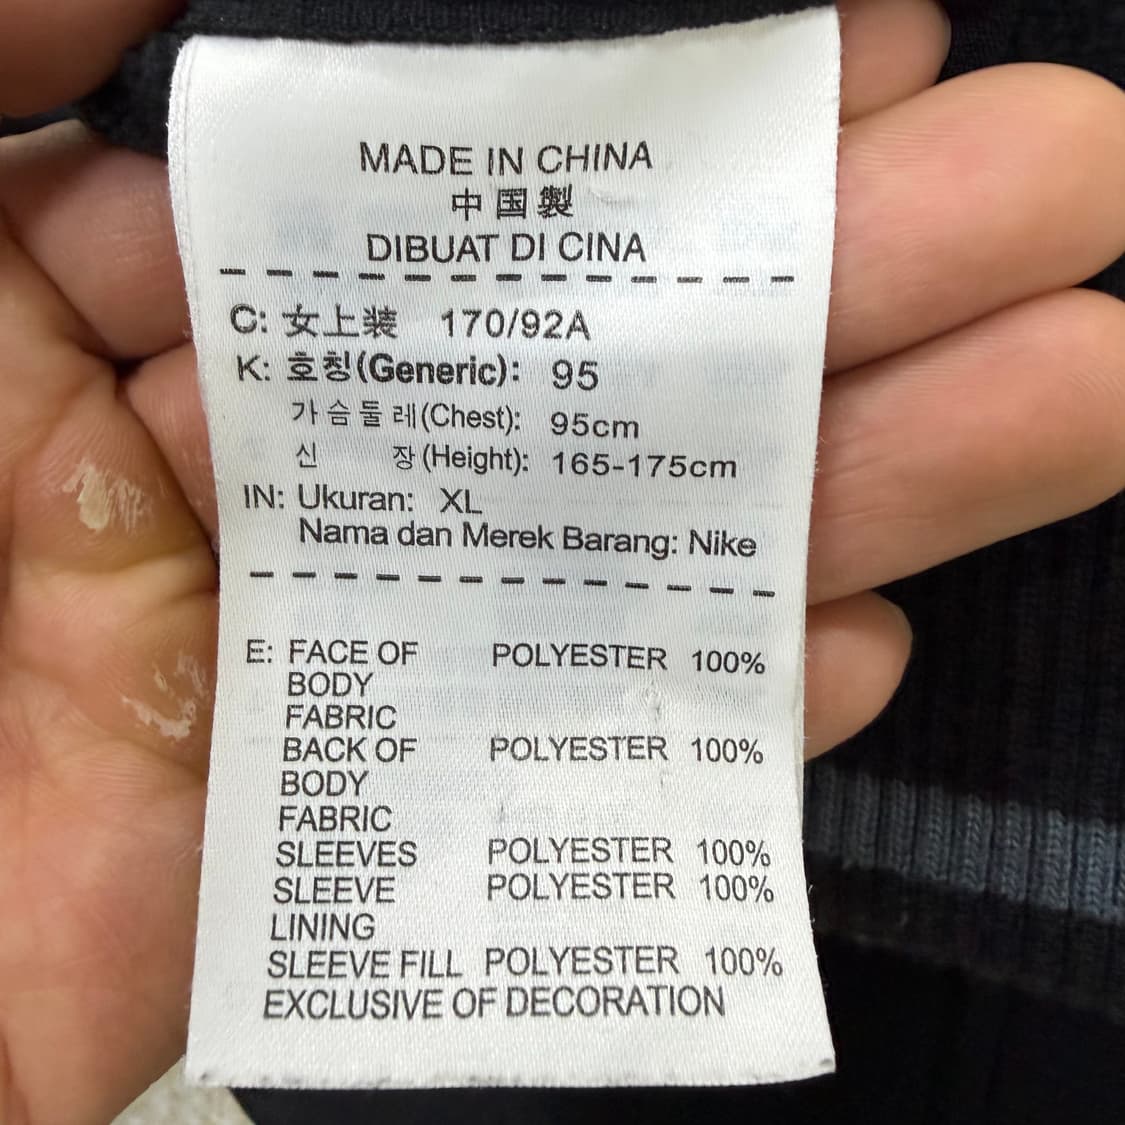 MADE IN CHINA
中国製
DIBUAT DI CINA
C: 女上装 170/92A
K: 호칭(Generic): 95
가슴둘레(Chest): 95cm
신 장(Height): 165-175cm
IN: Ukuran: XL
Nama dan Merek Barang: Nike
E: FACE OF POLYESTER 100%
BODY
FABRIC
BACK OF POLYESTER 100%
BODY
FABRIC
SLEEVES POLYESTER 100%
SLEEVE POLYESTER 100%
LINING
SLEEVE FILL POLYESTER 100%
EXCLUSIVE OF DECORATION